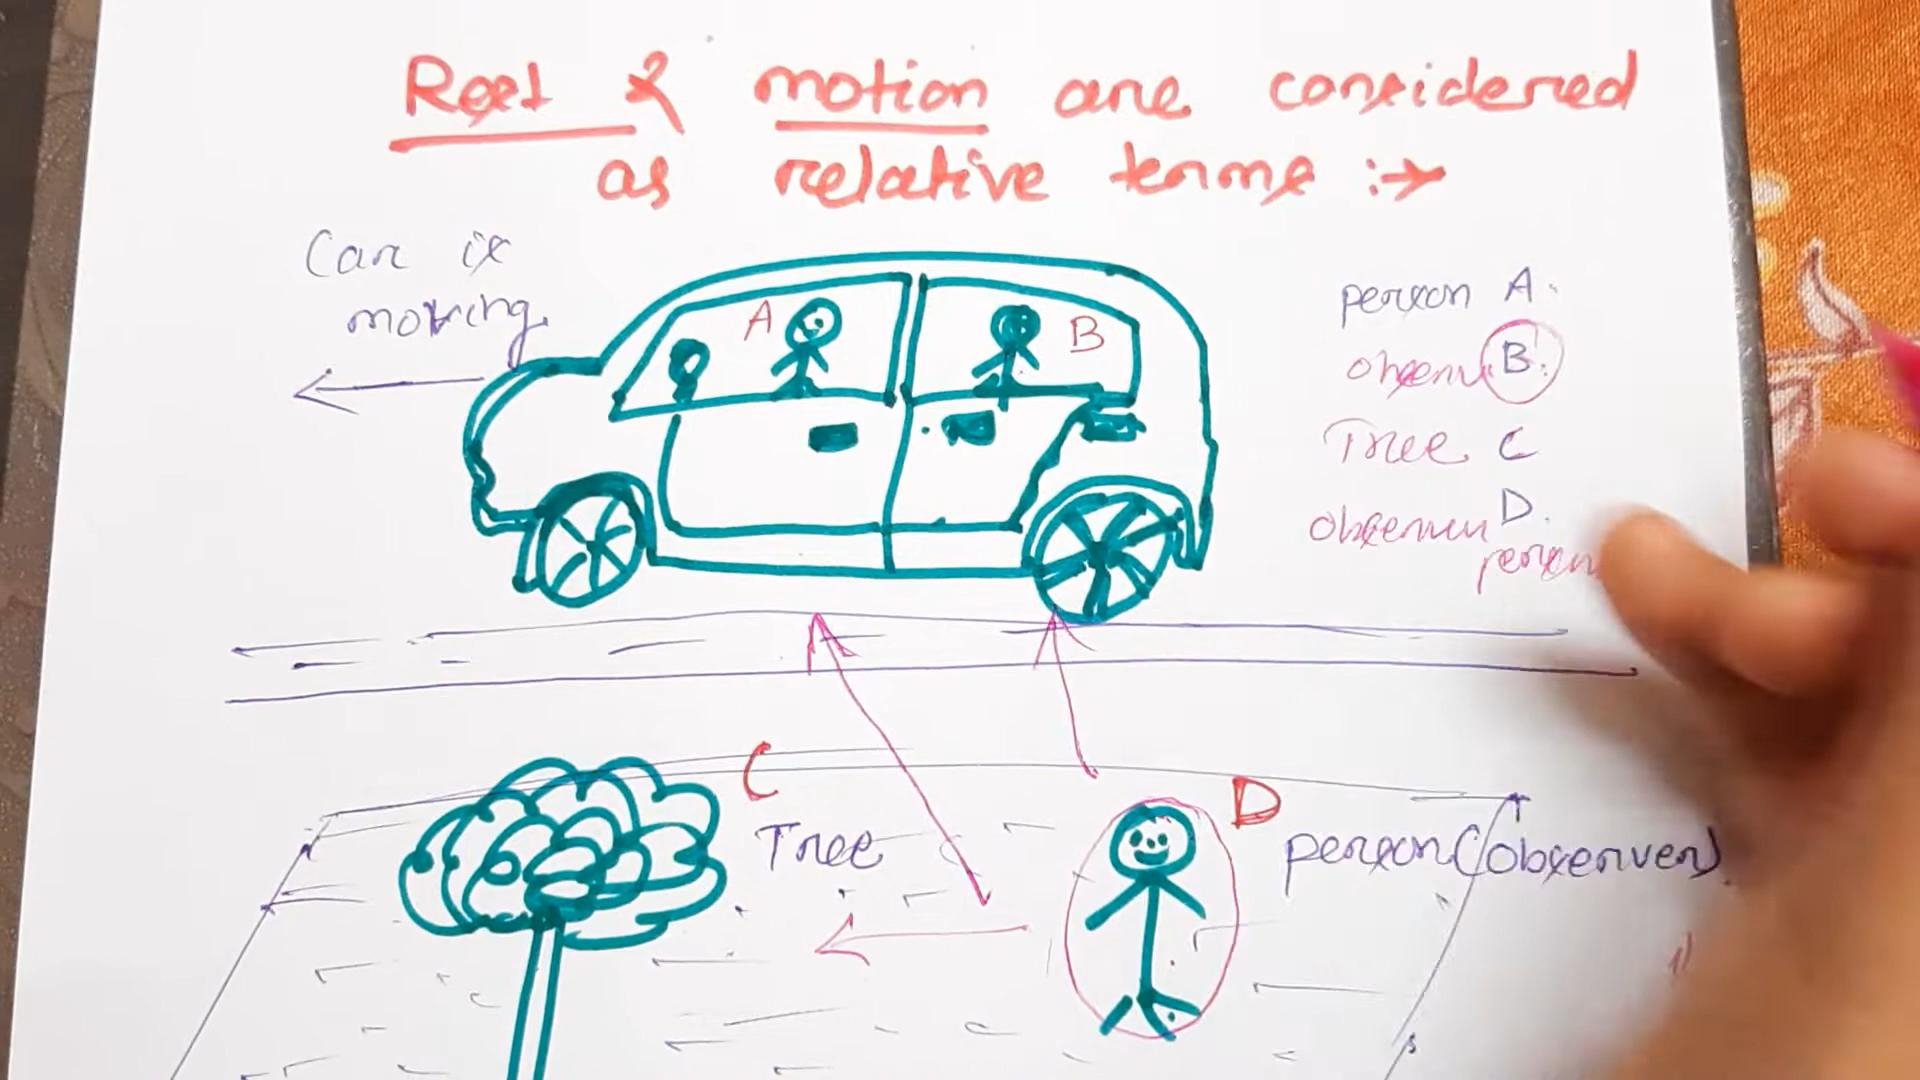 Rest & motion are considered
as relative terms :→
Car is
moving
A
B
person A.
observer B.
Tree C
observer D.
person
C
Tree
D
person (observer)